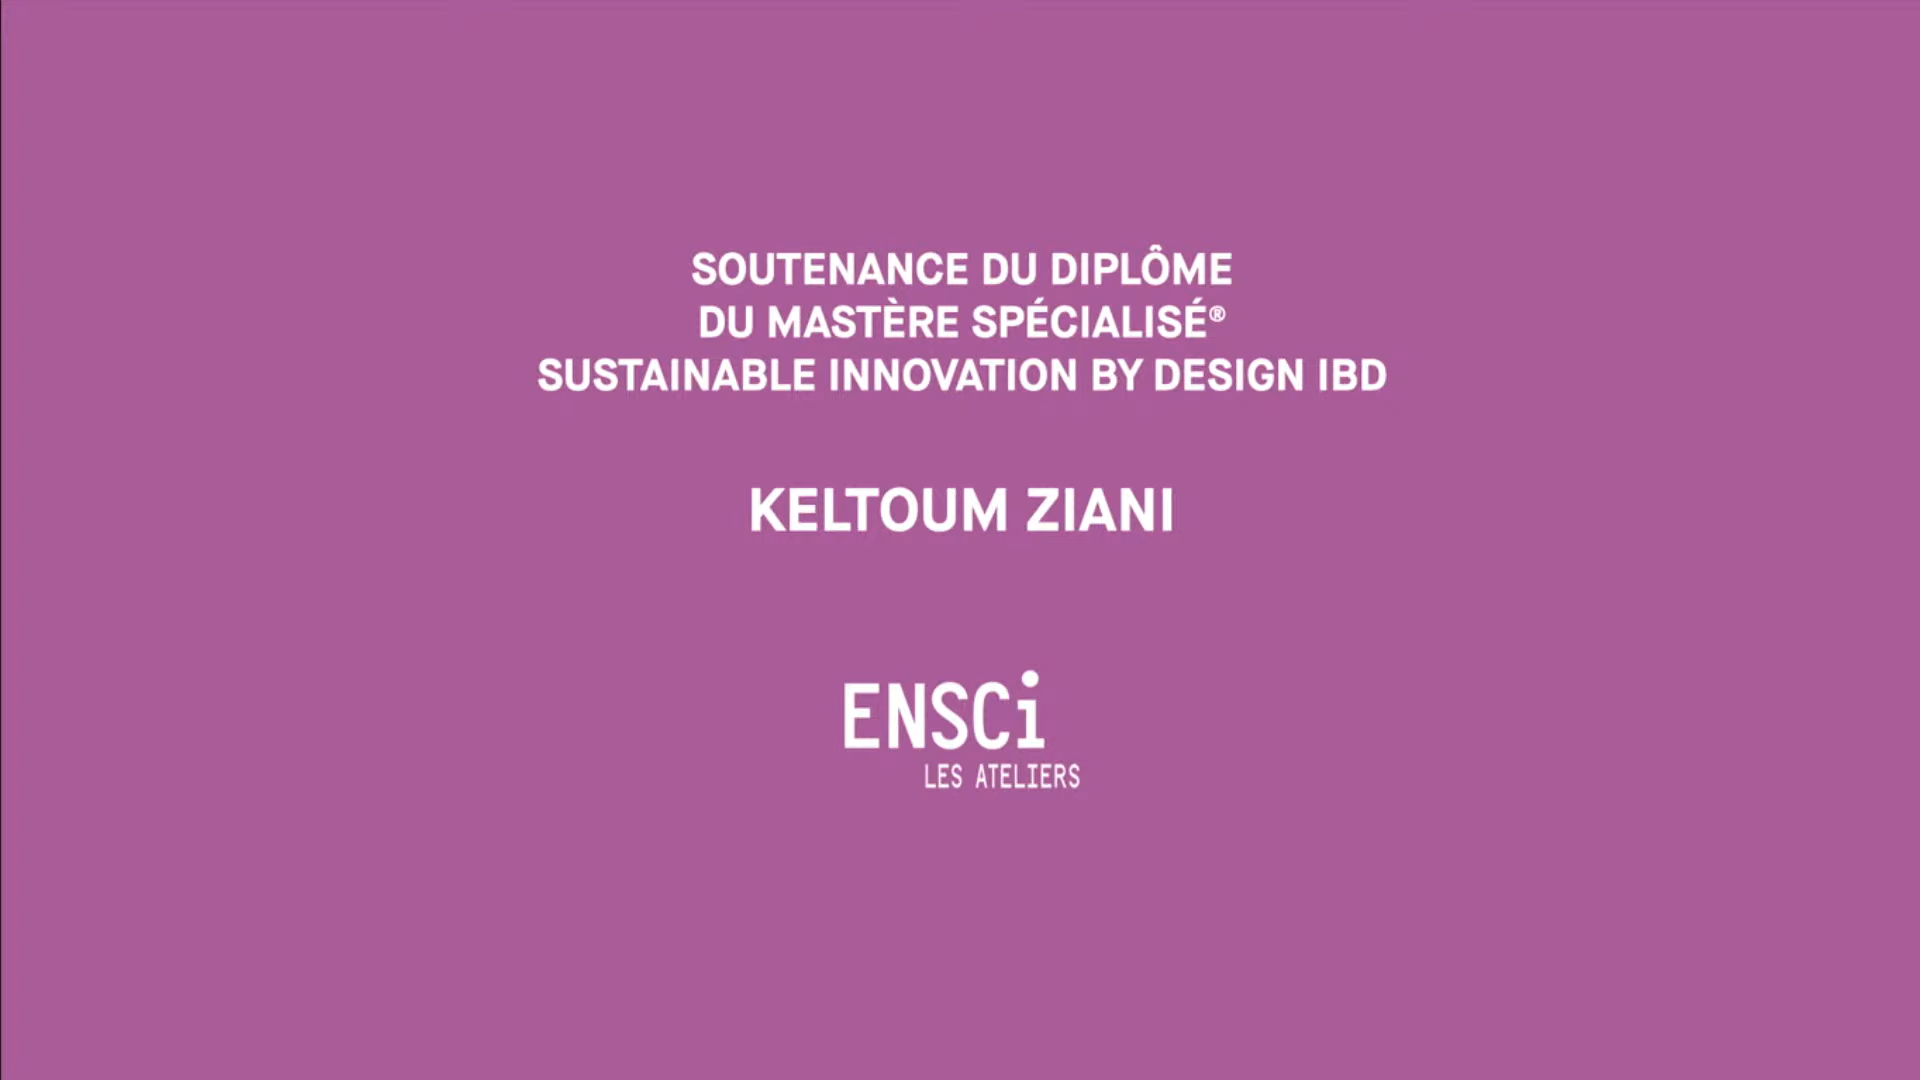 SOUTENANCE DU DIPLÔME
DU MASTÈRE SPÉCIALISÉ®
SUSTAINABLE INNOVATION BY DESIGN IBD
KELTOUM ZIANI
ENSCi
LES ATELIERS